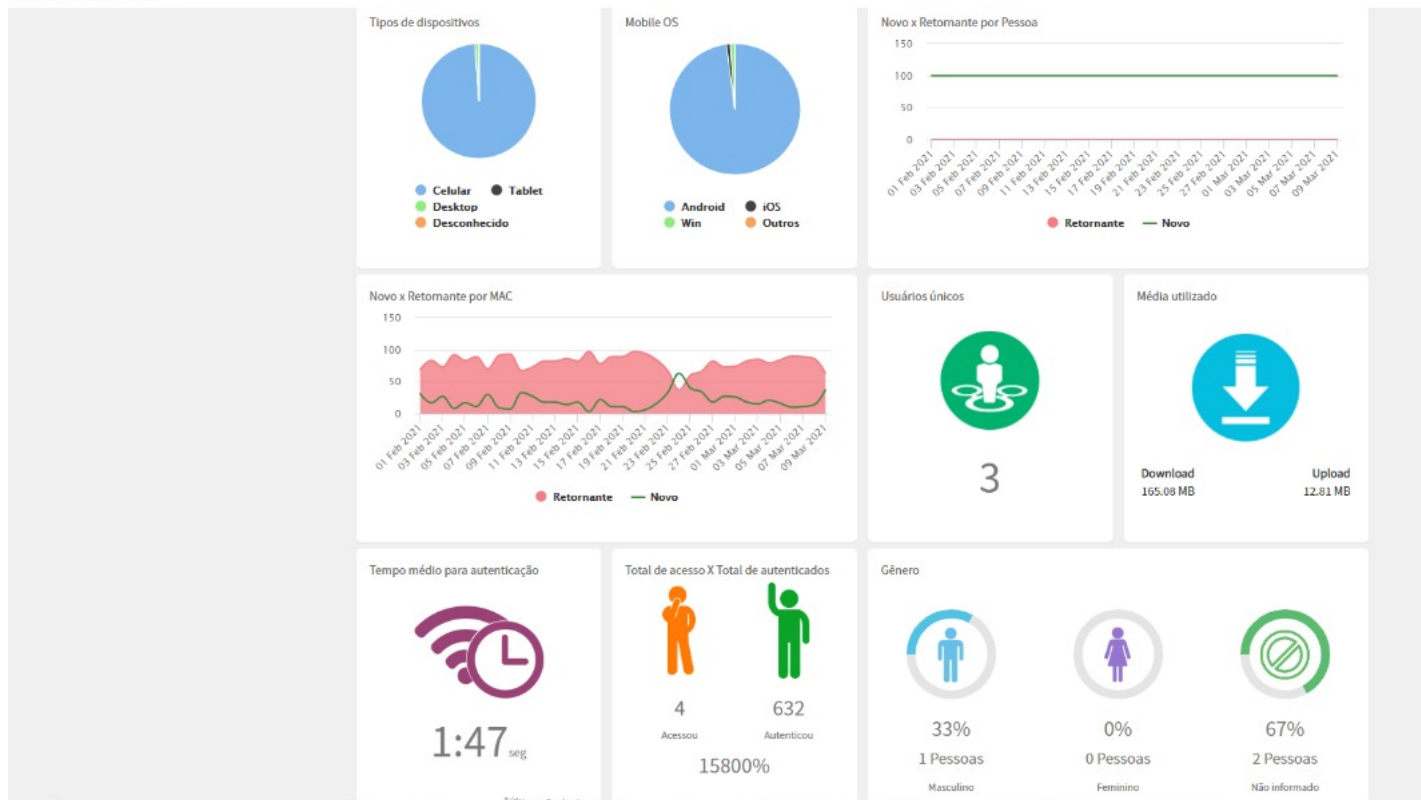 Tipos de dispositivos
Celular Tablet
Desktop
Desconhecido
Mobile OS
Android iOS
Win Outros
Novo x Retornante por Pessoa
150
100
50
0
01 Feb 2021 03 Feb 2021 05 Feb 2021 07 Feb 2021 09 Feb 2021 11 Feb 2021 13 Feb 2021 15 Feb 2021 17 Feb 2021 19 Feb 2021 21 Feb 2021 23 Feb 2021 25 Feb 2021 27 Feb 2021 01 Mar 2021 03 Mar 2021 05 Mar 2021 07 Mar 2021 09 Mar 2021
Retornante Novo
Novo x Retornante por MAC
150
100
50
0
01 Feb 2021 03 Feb 2021 05 Feb 2021 07 Feb 2021 09 Feb 2021 11 Feb 2021 13 Feb 2021 15 Feb 2021 17 Feb 2021 19 Feb 2021 21 Feb 2021 23 Feb 2021 25 Feb 2021 27 Feb 2021 01 Mar 2021 03 Mar 2021 05 Mar 2021 07 Mar 2021 09 Mar 2021
Retornante Novo
Usuários únicos
3
Média utilizado
Download Upload
165.08 MB 12.81 MB
Tempo médio para autenticação
1:47 seg
Total de acesso X Total de autenticados
4 632
Acessou Autenticou
15800%
Gênero
33% 0% 67%
1 Pessoas 0 Pessoas 2 Pessoas
Masculino Feminino Não informado